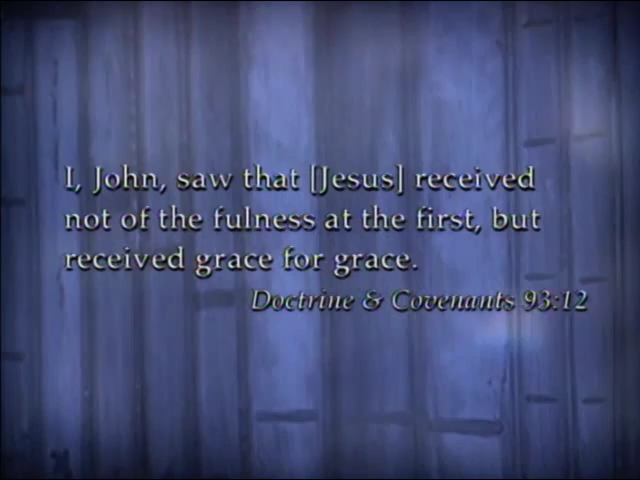 I, John, saw that [Jesus] received
not of the fulness at the first, but
received grace for grace.
Doctrine & Covenants 93:12